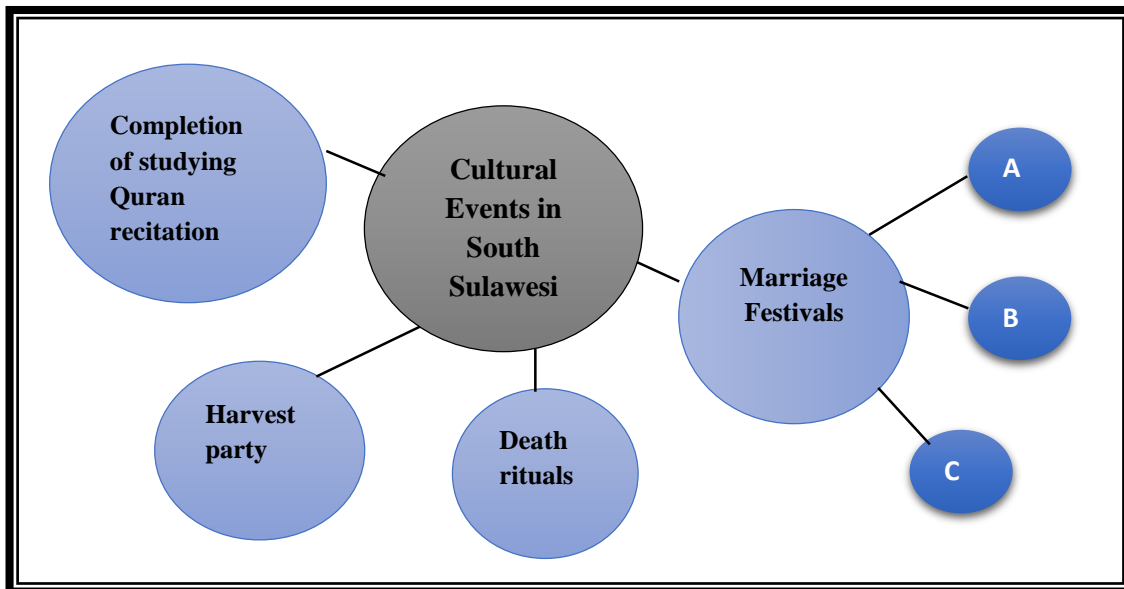 Completion
of studying
Quran
recitation
Cultural
Events in
South
Sulawesi
Marriage
Festivals
A
B
C
Harvest
party
Death
rituals